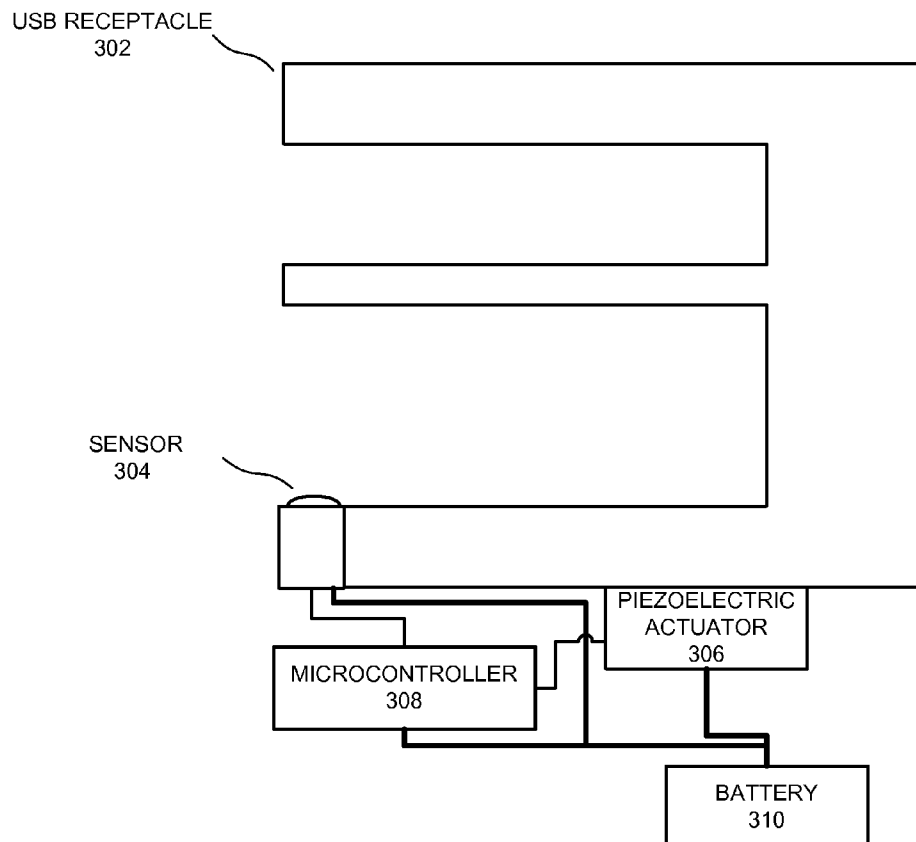 USB RECEPTACLE
302
SENSOR
304
PIEZOELECTRIC
ACTUATOR
306
MICROCONTROLLER
308
BATTERY
310